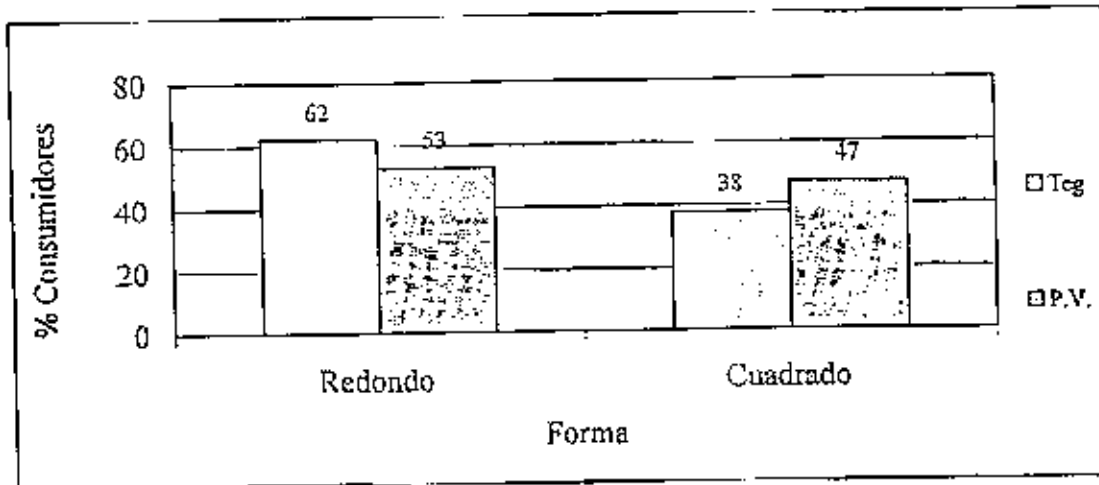 80
60
40
20
0
% Consumidores
62
53
38
47
Redondo
Cuadrado
Forma
Teg
P.V.